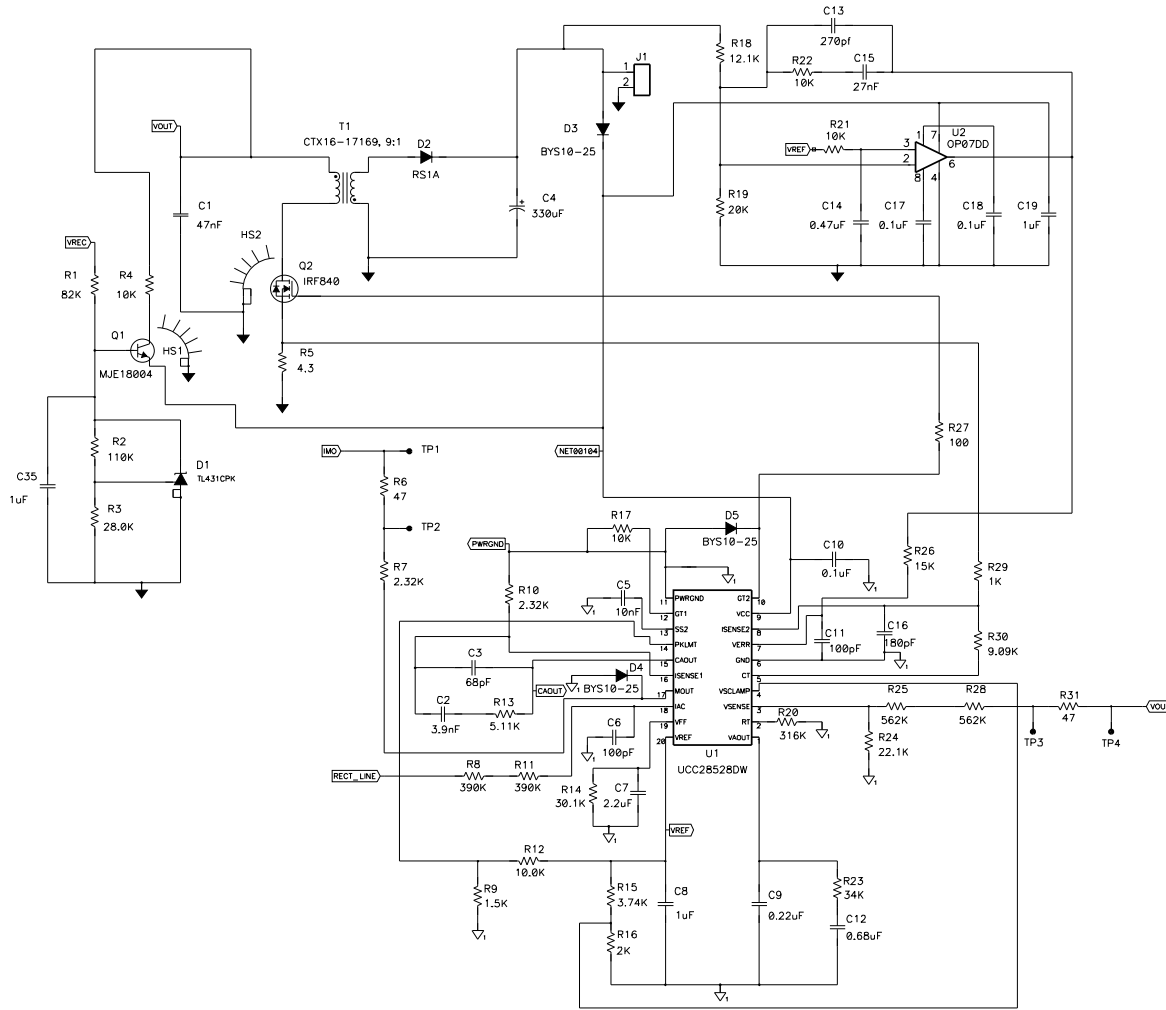 C13
270pf
R18
12.1K
J1
1
2
R22
10K
C15
27nF
VOUT
T1
CTX16-17169, 9:1
D2
RS1A
D3
BYS10-25
R21
10K
VREF
3
2
1
7
8
4
6
U2
OP07DD
C1
47nF
C4
330uF
+
R19
20K
C14
0.47uF
C17
0.1uF
C18
0.1uF
C19
1uF
VREC
HS2
R1
82K
R4
10K
Q2
IRF840
Q1
MJE18004
HS1
R5
4.3
R27
100
R2
110K
D1
TL431CPK
C35
1uF
R3
28.0K
IMO
TP1
NET00104
R6
47
TP2
R17
10K
D5
BYS10-25
PWRGND
C10
0.1uF
1
R26
15K
R29
1K
R7
2.32K
R10
2.32K
C5
10nF
1
1
PWRGND
GT1
SS2
PKLMT
CAOUT
ISENSE1
MOUT
IAC
VFF
VREF
11
12
13
14
15
16
17
18
19
20
GT2
VCC
ISENSE2
VERR
GND
CT
VSCLAMP
VSENSE
RT
VAOUT
10
9
8
7
6
5
4
3
2
1
U1
UCC28528DW
C11
100pF
C16
180pF
1
R30
9.09K
C3
68pF
D4
BYS10-25
1
CAOUT
C2
3.9nF
R13
5.11K
C6
100pF
1
R20
316K
1
R25
562K
R28
562K
R31
47
VOU
R24
22.1K
1
TP3
TP4
RECT_LINE
R8
390K
R11
390K
R14
30.1K
C7
2.2uF
1
VREF
R12
10.0K
R9
1.5K
1
R15
3.74K
R16
2K
C8
1uF
C9
0.22uF
R23
34K
C12
0.68uF
1